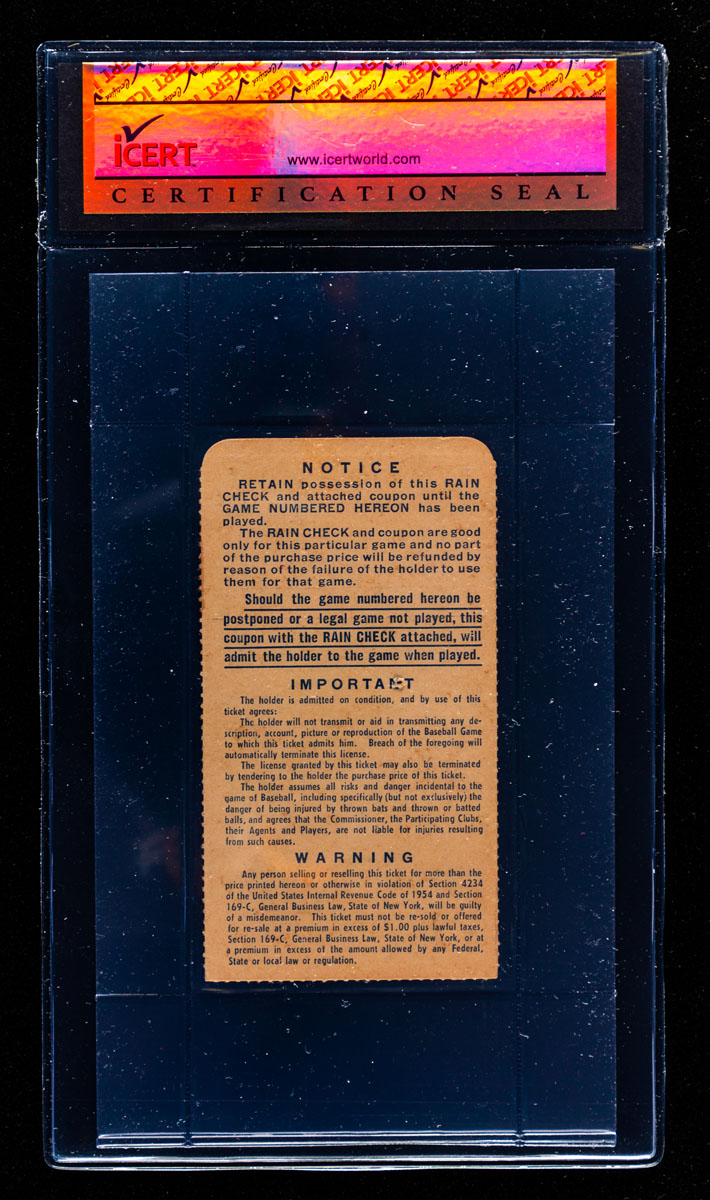 iCERT
www.icertworld.com
CERTIFICATION SEAL
NOTICE
RETAIN possession of this RAIN
CHECK and attached coupon until the
GAME NUMBERED HEREON has been
played.
The RAIN CHECK and coupon are good
only for this particular game and no part
of the purchase price will be refunded by
reason of the failure of the holder to use
them for that game.
Should the game numbered hereon be
postponed or a legal game not played, this
coupon with the RAIN CHECK attached, will
admit the holder to the game when played.
IMPORTANT
The holder is admitted on condition, and by use of this
ticket agrees:
The holder will not transmit or aid in transmitting any de-
scription, account, picture or reproduction of the Baseball Game
to which this ticket admits him. Breach of the foregoing will
automatically terminate this license.
The license granted by this ticket may also be terminated
by tendering to the holder the purchase price of this ticket.
The holder assumes all risks and danger incidental to the
game of Baseball, including specifically (but not exclusively) the
danger of being injured by thrown bats and thrown or batted
balls, and agrees that the Commissioner, the Participating Clubs,
their Agents and Players, are not liable for injuries resulting
from such causes.
WARNING
Any person selling or reselling this ticket for more than the
price printed hereon or otherwise in violation of Section 4234
of the United States Internal Revenue Code of 1954 and Section
169-C, General Business Law, State of New York, will be guilty
of a misdemeanor. This ticket must not be re-sold or offered
for re-sale at a premium in excess of $1.00 plus lawful taxes,
Section 169-C, General Business Law, State of New York, or at
a premium in excess of the amount allowed by any Federal,
State or local law or regulation.